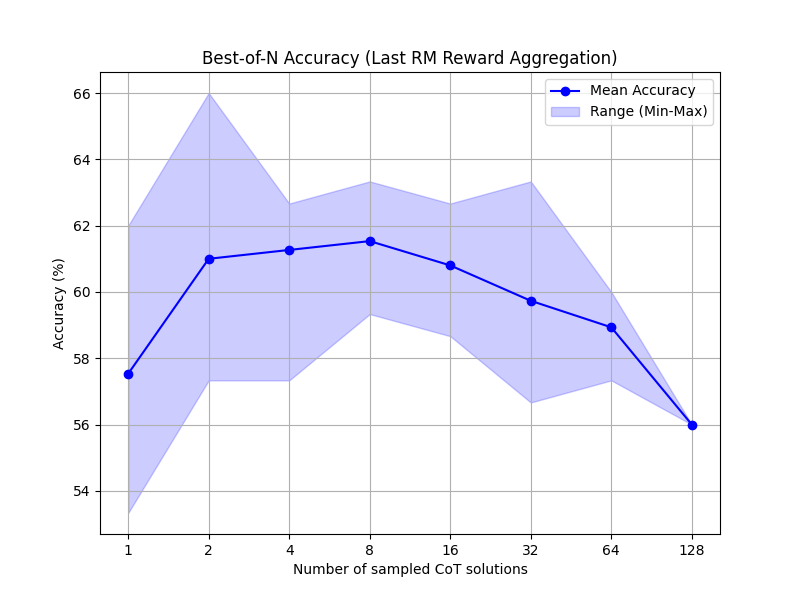 Best-of-N Accuracy (Last RM Reward Aggregation)
Mean Accuracy
Range (Min-Max)
Accuracy (%)
66
64
62
60
58
56
54
1 2 4 8 16 32 64 128
Number of sampled CoT solutions